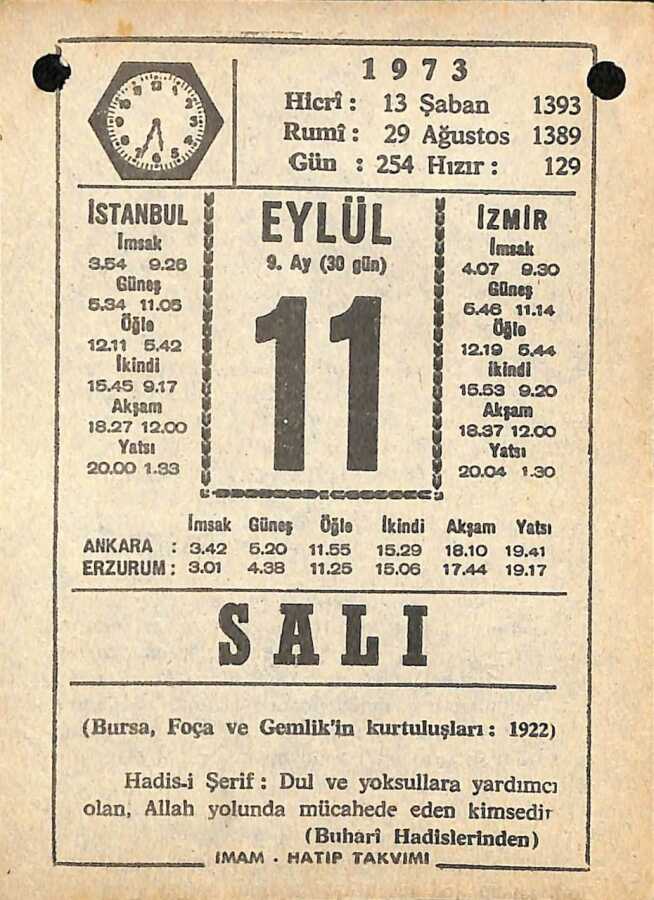 1973
Hicrî : 13 Şaban 1393
Rumî : 29 Ağustos 1389
Gün : 254 Hızır : 129
İSTANBUL
İmsak
3.54 9.26
Güneş
5.34 11.05
Öğle
12.11 5.42
İkindi
15.45 9.17
Akşam
18.27 12.00
Yatsı
20.00 1.33
EYLÜL
9. Ay (30 gün)
11
İZMİR
İmsak
4.07 9.30
Güneş
5.46 11.14
Öğle
12.19 5.44
İkindi
15.53 9.20
Akşam
18.37 12.00
Yatsı
20.04 1.30
İmsak Güneş Öğle İkindi Akşam Yatsı
ANKARA : 3.42 5.20 11.55 15.29 18.10 19.41
ERZURUM : 3.01 4.38 11.25 15.06 17.44 19.17
SALI
(Bursa, Foça ve Gemlik'in kurtuluşları : 1922)
Hadis-i Şerif : Dul ve yoksullara yardımcı
olan, Allah yolunda mücahede eden kimsedir
(Buharî Hadislerinden)
İMAM - HATİP TAKVİMİ